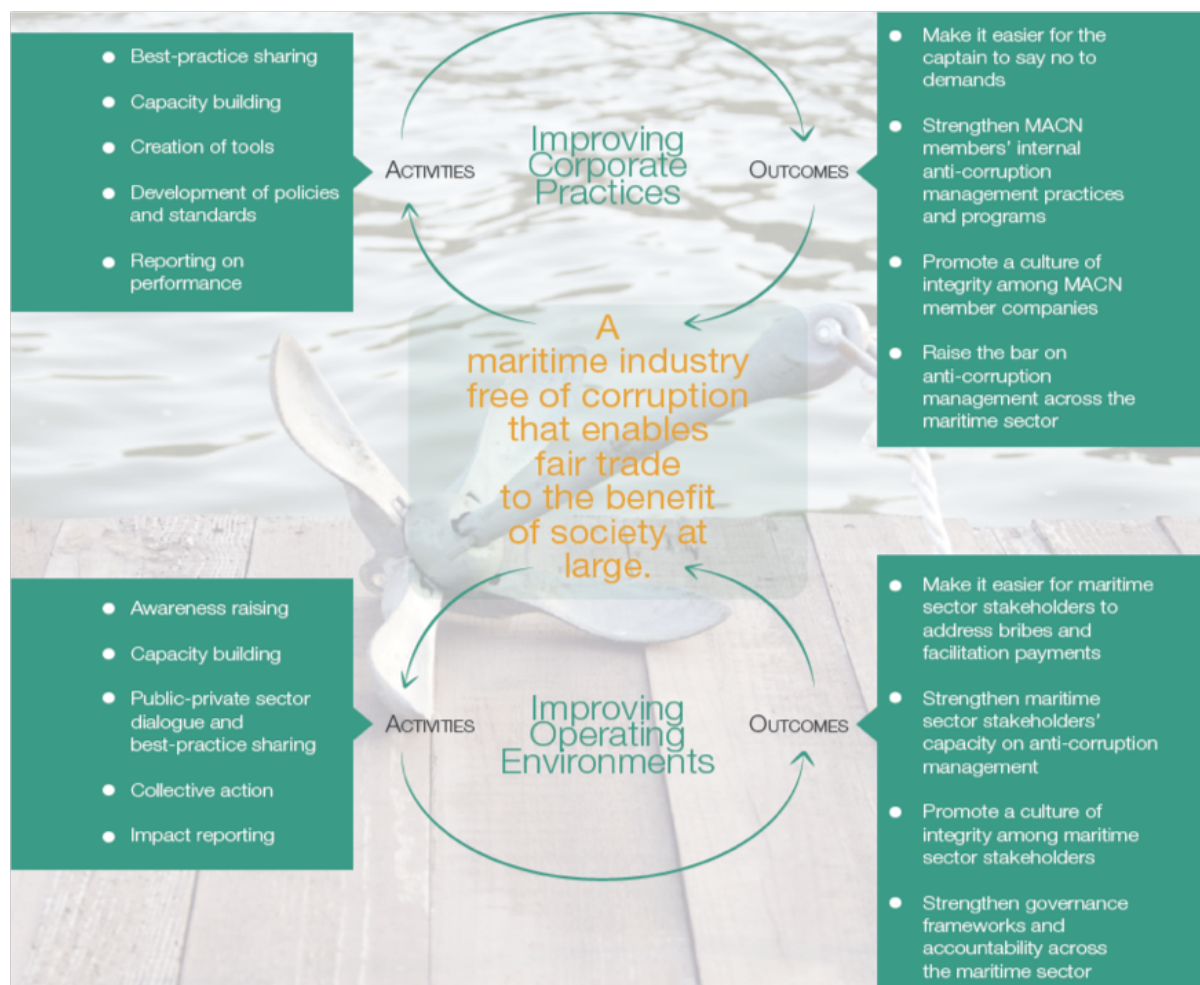 Best-practice sharing
Capacity building
Creation of tools
Development of policies
and standards
Reporting on
performance
ACTIVITIES
Improving
Corporate
Practices
OUTCOMES
Make it easier for the
captain to say no to
demands
Strengthen MACN
members' internal
anti-corruption
management practices
and programs
Promote a culture of
integrity among MACN
member companies
Raise the bar on
anti-corruption
management across the
maritime sector
A
maritime industry
free of corruption
that enables
fair trade
to the benefit
of society at
large.
Awareness raising
Capacity building
Public-private sector
dialogue and
best-practice sharing
Collective action
Impact reporting
ACTIVITIES
Improving
Operating
Environments
OUTCOMES
Make it easier for maritime
sector stakeholders to
address bribes and
facilitation payments
Strengthen maritime
sector stakeholders'
capacity on anti-corruption
management
Promote a culture of
integrity among maritime
sector stakeholders
Strengthen governance
frameworks and
accountability across
the maritime sector